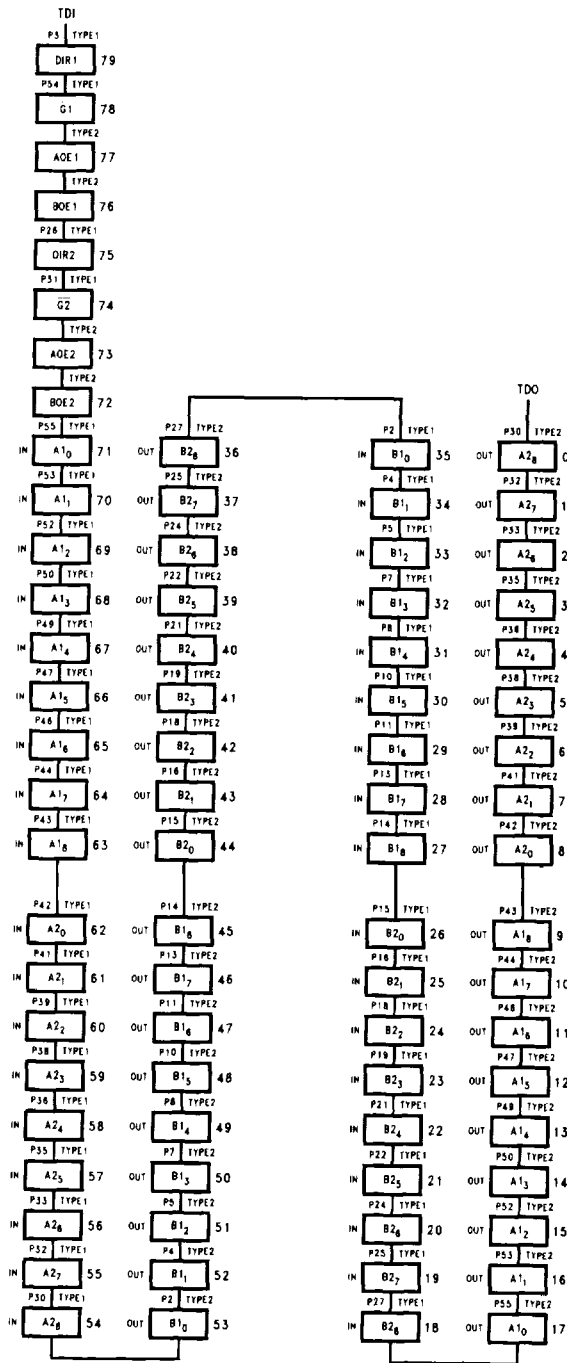 TDI
P3 TYPE1
DIR1 79
P54 TYPE1
G1 78
TYPE2
AOE1 77
TYPE2
BOE1 76
P26 TYPE1
DIR2 75
P31 TYPE1
G̅2̅ 74
TYPE2
AOE2 73
TYPE2
BOE2 72
P55 TYPE1
IN A1₀ 71
P53 TYPE1
IN A1₁ 70
P52 TYPE1
IN A1₂ 69
P50 TYPE1
IN A1₃ 68
P49 TYPE1
IN A1₄ 67
P47 TYPE1
IN A1₅ 66
P46 TYPE1
IN A1₆ 65
P44 TYPE1
IN A1₇ 64
P43 TYPE1
IN A1₈ 63
P42 TYPE1
IN A2₀ 62
P41 TYPE1
IN A2₁ 61
P39 TYPE1
IN A2₂ 60
P38 TYPE1
IN A2₃ 59
P36 TYPE1
IN A2₄ 58
P35 TYPE1
IN A2₅ 57
P33 TYPE1
IN A2₆ 56
P32 TYPE1
IN A2₇ 55
P30 TYPE1
IN A2₈ 54
P27 TYPE2
OUT B2₈ 36
P25 TYPE2
OUT B2₇ 37
P24 TYPE2
OUT B2₆ 38
P22 TYPE2
OUT B2₅ 39
P21 TYPE2
OUT B2₄ 40
P19 TYPE2
OUT B2₃ 41
P18 TYPE2
OUT B2₂ 42
P16 TYPE2
OUT B2₁ 43
P15 TYPE2
OUT B2₀ 44
P14 TYPE2
OUT B1₈ 45
P13 TYPE2
OUT B1₇ 46
P11 TYPE2
OUT B1₆ 47
P10 TYPE2
OUT B1₅ 48
P8 TYPE2
OUT B1₄ 49
P7 TYPE2
OUT B1₃ 50
P5 TYPE2
OUT B1₂ 51
P4 TYPE2
OUT B1₁ 52
P2 TYPE2
OUT B1₀ 53
P2 TYPE1
IN B1₀ 35
P4 TYPE1
IN B1₁ 34
P5 TYPE1
IN B1₂ 33
P7 TYPE1
IN B1₃ 32
P8 TYPE1
IN B1₄ 31
P10 TYPE1
IN B1₅ 30
P11 TYPE1
IN B1₆ 29
P13 TYPE1
IN B1₇ 28
P14 TYPE1
IN B1₈ 27
P15 TYPE1
IN B2₀ 26
P16 TYPE1
IN B2₁ 25
P18 TYPE1
IN B2₂ 24
P19 TYPE1
IN B2₃ 23
P21 TYPE1
IN B2₄ 22
P22 TYPE1
IN B2₅ 21
P24 TYPE1
IN B2₆ 20
P25 TYPE1
IN B2₇ 19
P27 TYPE1
IN B2₈ 18
TDO
P30 TYPE2
OUT A2₈ 0
P32 TYPE2
OUT A2₇ 1
P33 TYPE2
OUT A2₆ 2
P35 TYPE2
OUT A2₅ 3
P36 TYPE2
OUT A2₄ 4
P38 TYPE2
OUT A2₃ 5
P39 TYPE2
OUT A2₂ 6
P41 TYPE2
OUT A2₁ 7
P42 TYPE2
OUT A2₀ 8
P43 TYPE2
OUT A1₈ 9
P44 TYPE2
OUT A1₇ 10
P46 TYPE2
OUT A1₆ 11
P47 TYPE2
OUT A1₅ 12
P49 TYPE2
OUT A1₄ 13
P50 TYPE2
OUT A1₃ 14
P52 TYPE2
OUT A1₂ 15
P53 TYPE2
OUT A1₁ 16
P55 TYPE2
OUT A1₀ 17